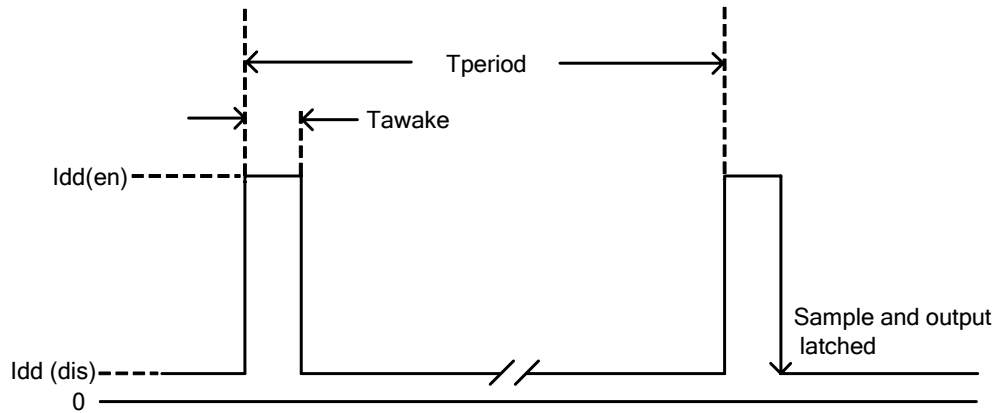 Tperiod
Tawake
Idd(en)
Sample and output
latched
Idd (dis)
0